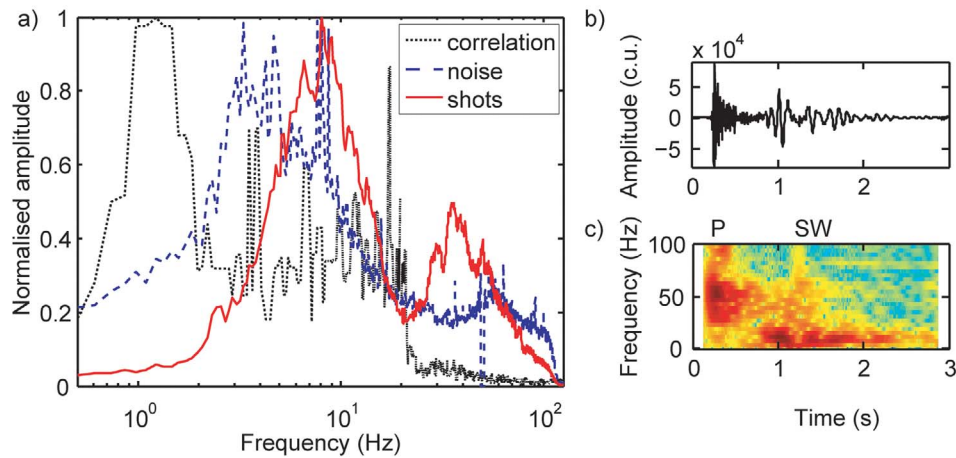 a)
1
0.8
0.6
0.4
0.2
0
Normalised amplitude
10^0
10^1
10^2
Frequency (Hz)
correlation
noise
shots
b)
× 10^4
5
0
−5
Amplitude (c.u.)
0
1
2
3
c)
P
SW
100
50
0
Frequency (Hz)
0
1
2
3
Time (s)